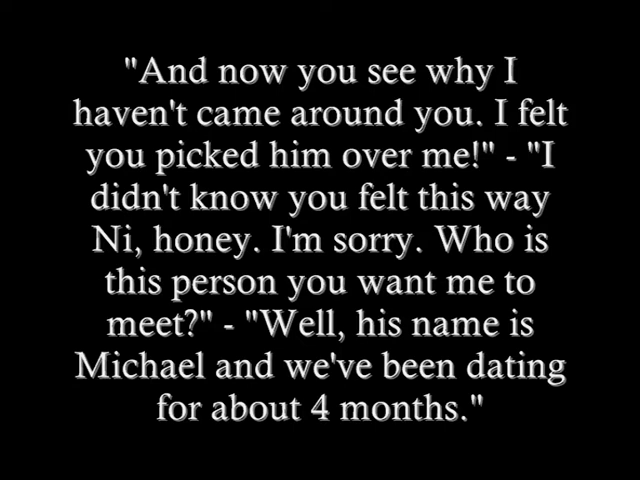 "And now you see why I
haven't came around you. I felt
you picked him over me!" - "I
didn't know you felt this way
Ni, honey. I'm sorry. Who is
this person you want me to
meet?" - "Well, his name is
Michael and we've been dating
for about 4 months."